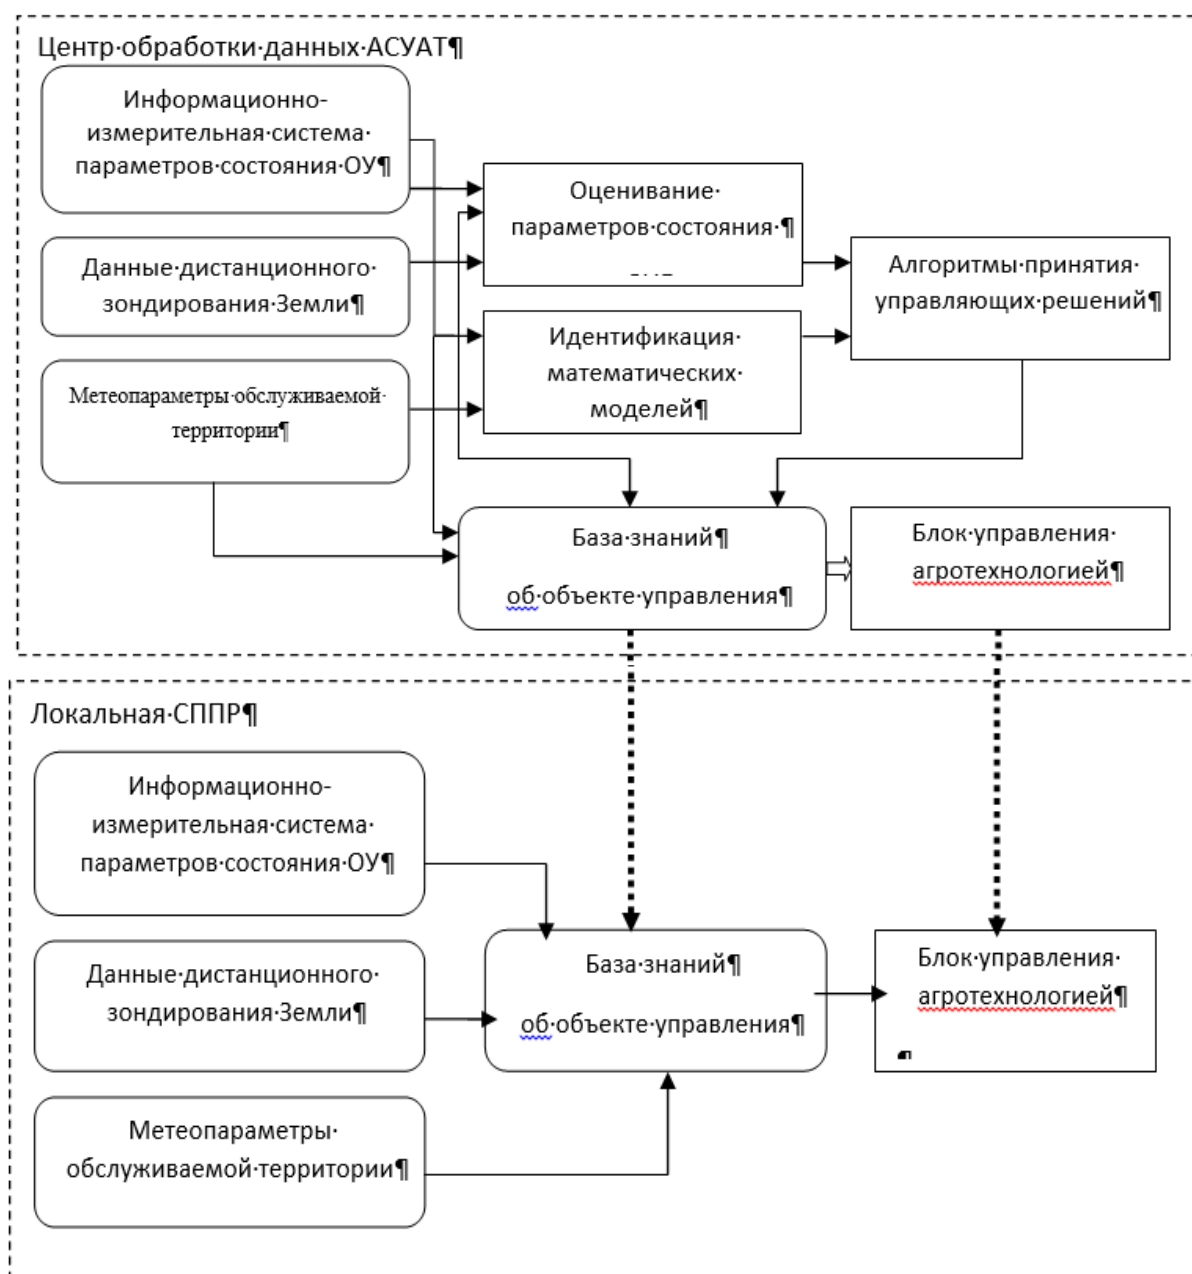 Центр·обработки·данных·АСУАТ¶
Информационно-
измерительная·система·
параметров·состояния·ОУ¶
Оценивание·
параметров·состояния·¶
Данные·дистанционного·
зондирования·Земли¶
Алгоритмы·принятия·
управляющих·решений¶
Идентификация·
математических·
моделей¶
Метеопараметры·обслуживаемой·
территории¶
База·знаний¶
об·объекте·управления¶
Блок·управления·
агротехнологией¶
Локальная·СППР¶
Информационно-
измерительная·система·
параметров·состояния·ОУ¶
Данные·дистанционного·
зондирования·Земли¶
База·знаний¶
об·объекте·управления¶
Блок·управления·
агротехнологией¶
¶
Метеопараметры·
обслуживаемой·территории¶